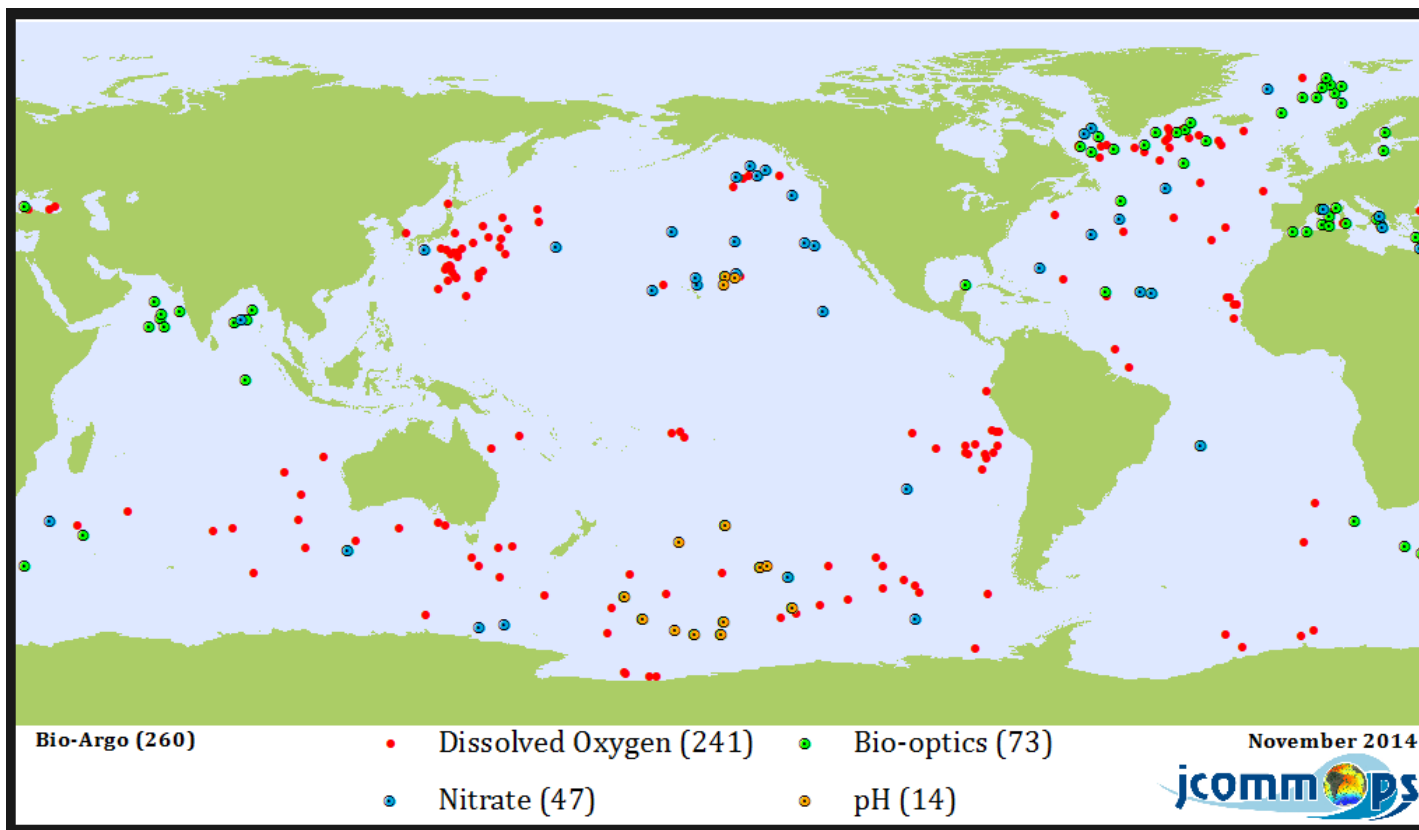 Bio-Argo (260)
Dissolved Oxygen (241)
Bio-optics (73)
November 2014
Nitrate (47)
pH (14)
jcommops